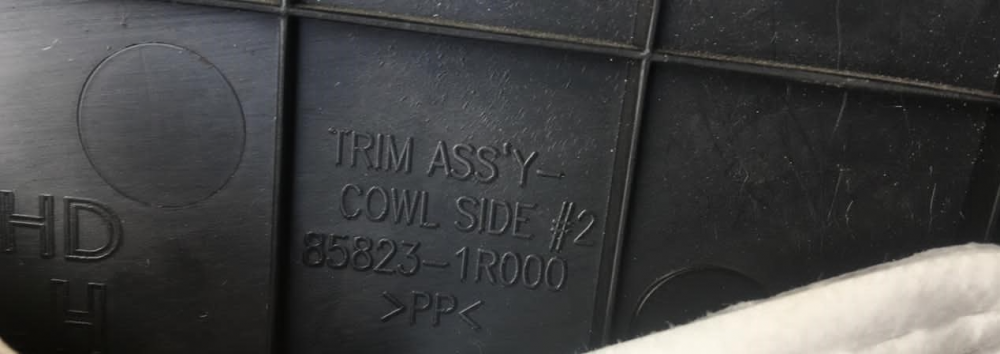 TRIM ASS'Y-
COWL SIDE #2
85823-1R000
>PP<
HD
H